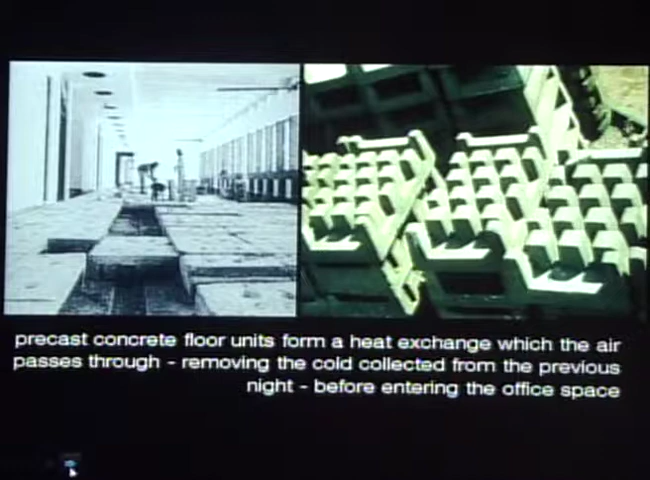 precast concrete floor units form a heat exchange which the air
passes through - removing the cold collected from the previous
night - before entering the office space